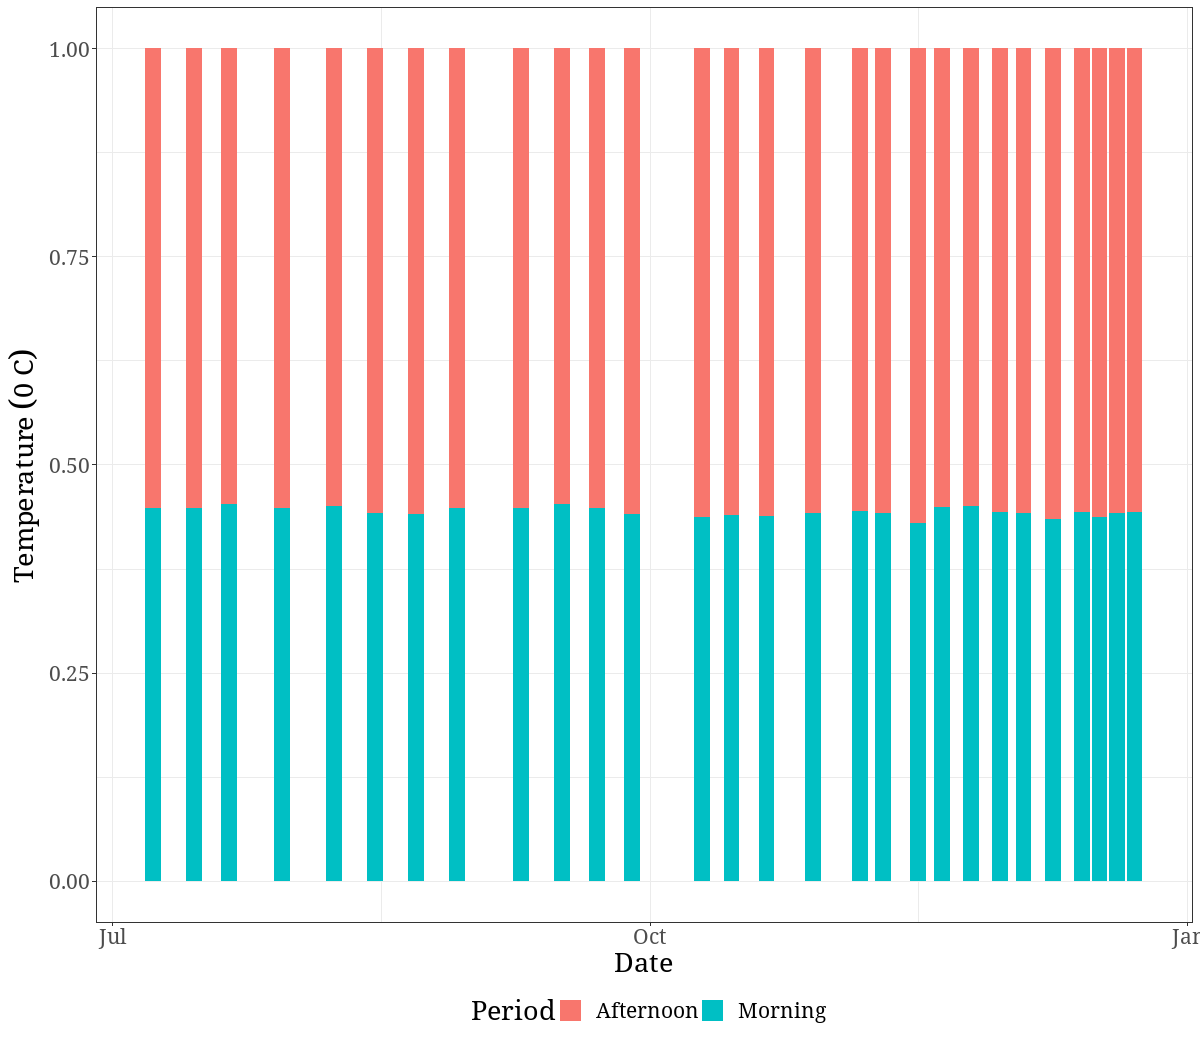 1.00
0.75
0.50
0.25
0.00
Temperature (0 C)
Jul Oct Jan
Date
Period Afternoon Morning